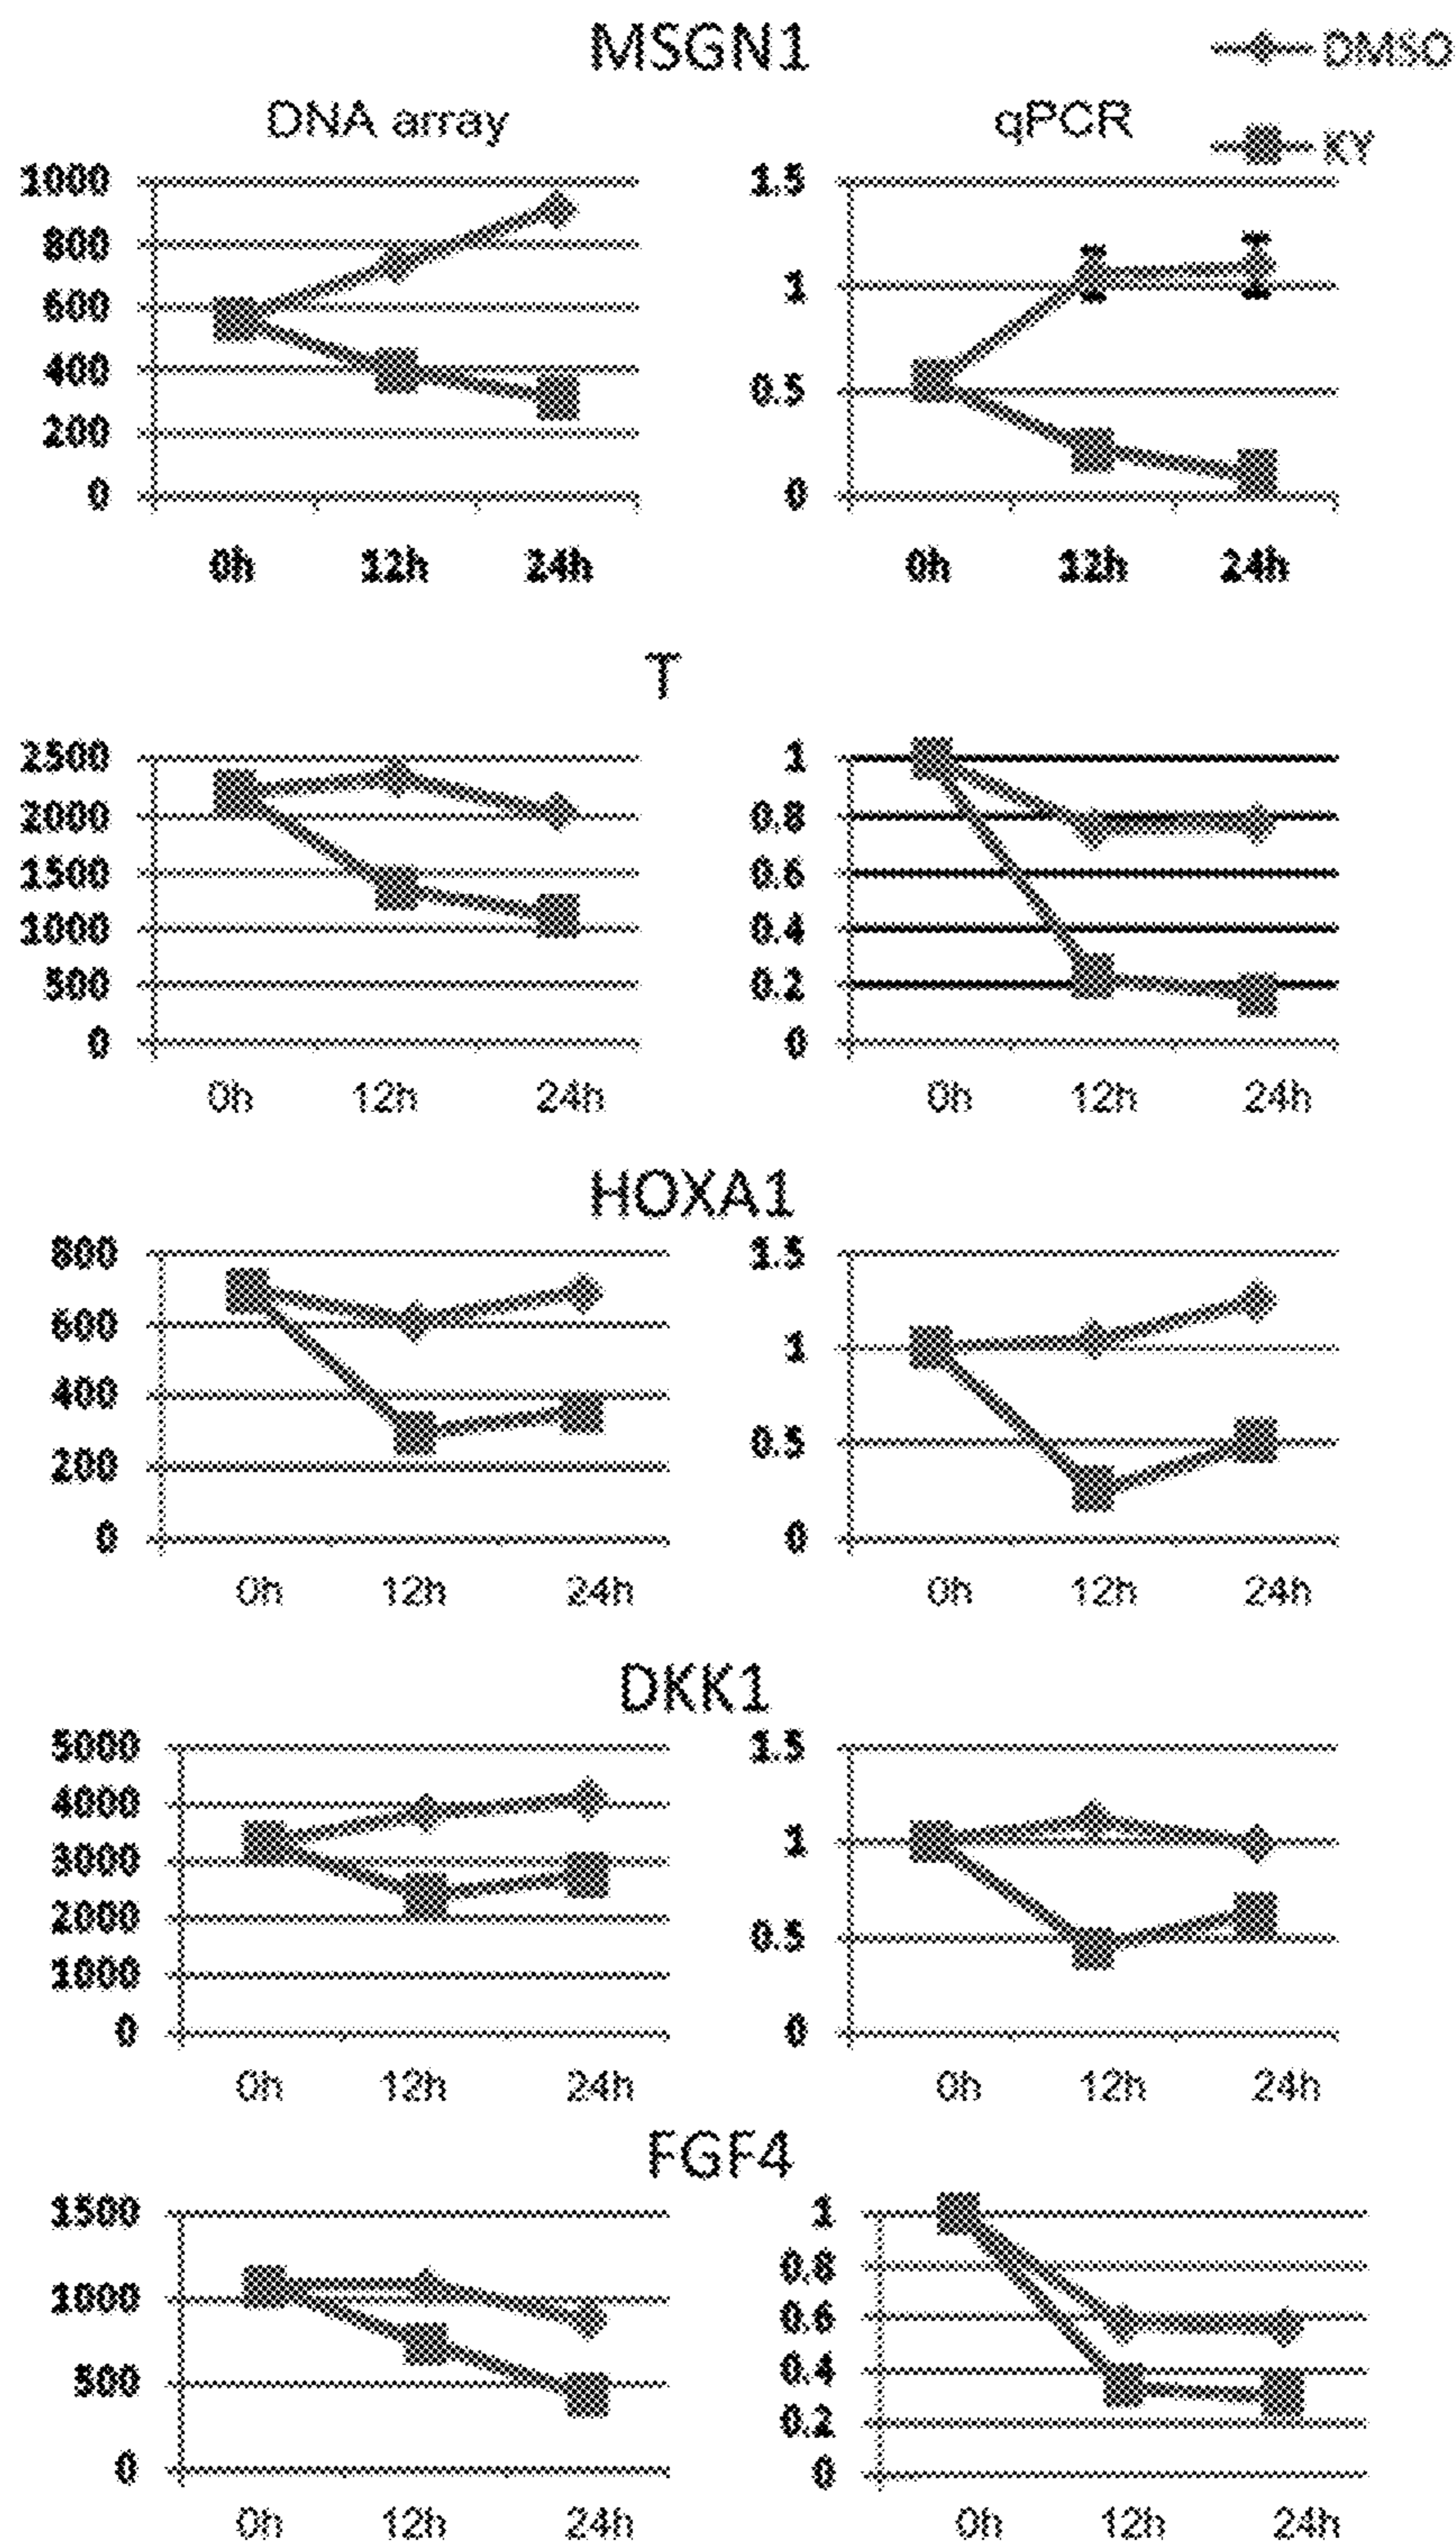 MSGN1
DMSO
DNA array
qPCR
KY
1000
800
600
400
200
0
0h 12h 24h
1.5
1
0.5
0
0h 12h 24h
T
2500
2000
1500
1000
500
0
0h 12h 24h
1
0.8
0.6
0.4
0.2
0
0h 12h 24h
HOXA1
800
600
400
200
0
0h 12h 24h
1.5
1
0.5
0
0h 12h 24h
DKK1
5000
4000
3000
2000
1000
0
0h 12h 24h
1.5
1
0.5
0
0h 12h 24h
FGF4
1500
1000
500
0
0h 12h 24h
1
0.8
0.6
0.4
0.2
0
0h 12h 24h